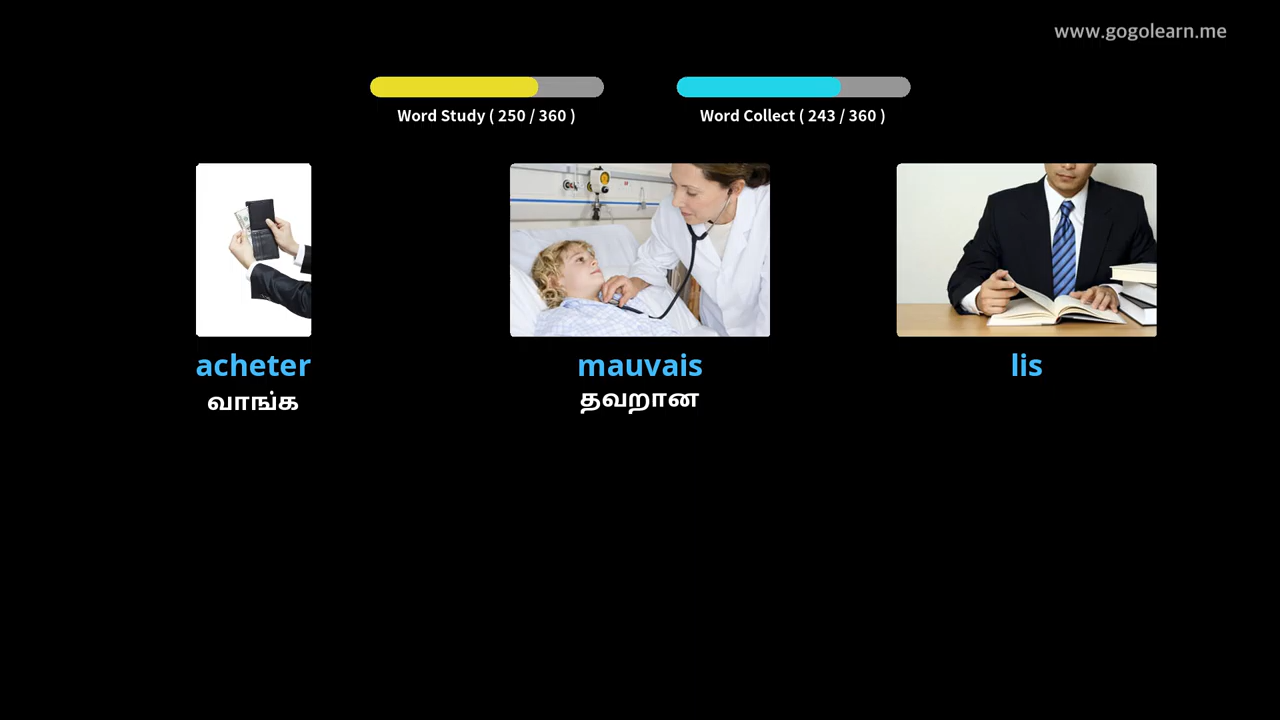 www.gogolearn.me
Word Study ( 250 / 360 )
Word Collect ( 243 / 360 )
acheter
வாங்க
mauvais
தவறான
lis